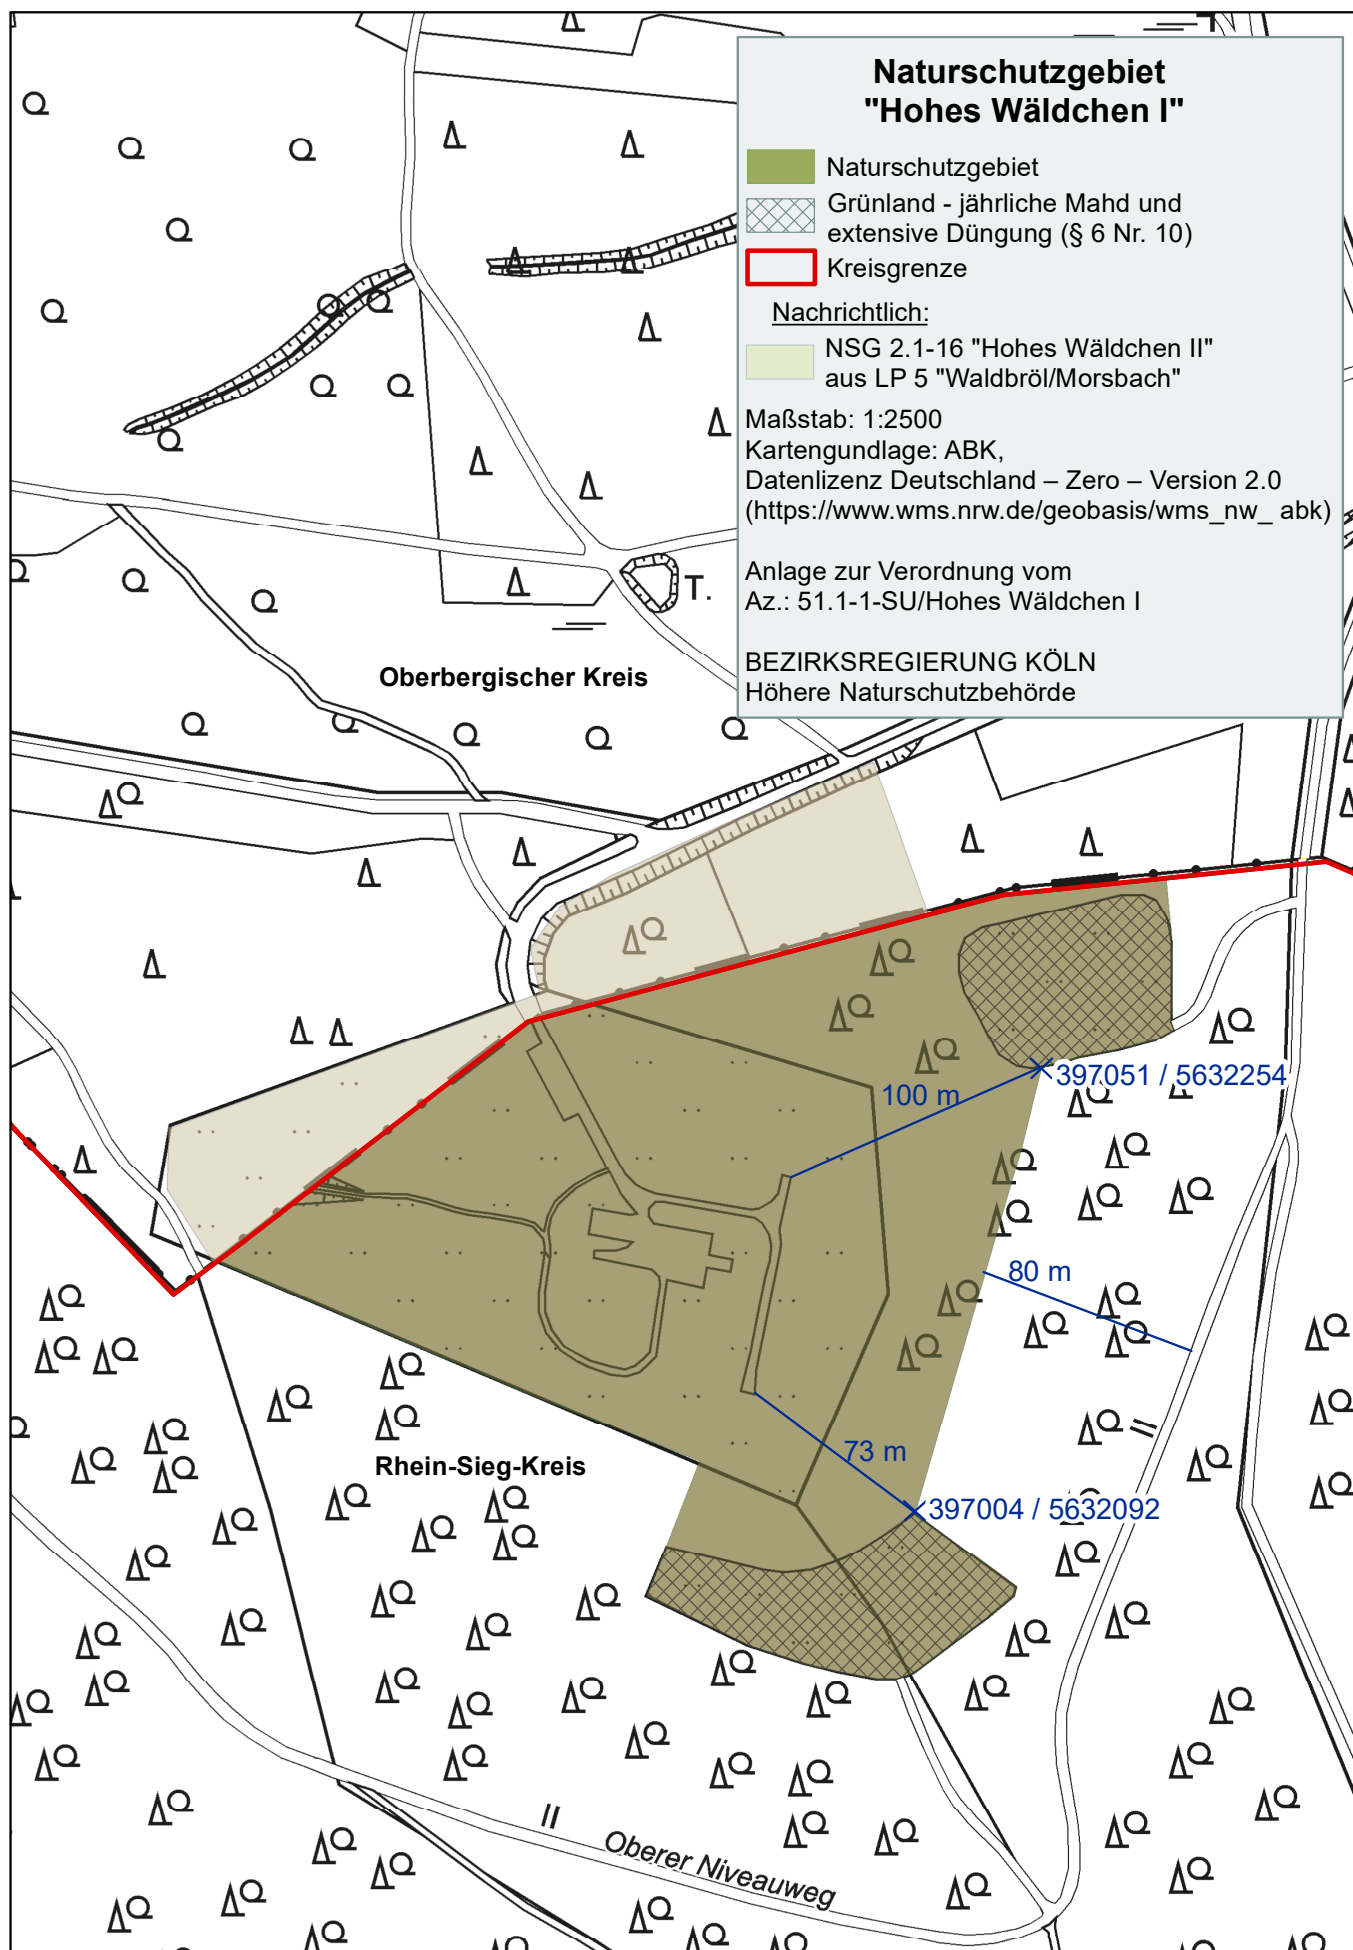 Naturschutzgebiet
"Hohes Wäldchen I"
Naturschutzgebiet
Grünland - jährliche Mahd und
extensive Düngung (§ 6 Nr. 10)
Kreisgrenze
Nachrichtlich:
NSG 2.1-16 "Hohes Wäldchen II"
aus LP 5 "Waldbröl/Morsbach"
Maßstab: 1:2500
Kartengundlage: ABK,
Datenlizenz Deutschland – Zero – Version 2.0
(https://www.wms.nrw.de/geobasis/wms_nw_ abk)
Anlage zur Verordnung vom
Az.: 51.1-1-SU/Hohes Wäldchen I
BEZIRKSREGIERUNG KÖLN
Höhere Naturschutzbehörde
T.
Oberbergischer Kreis
397051 / 5632254
100 m
80 m
73 m
Rhein-Sieg-Kreis
397004 / 5632092
Oberer Niveauweg